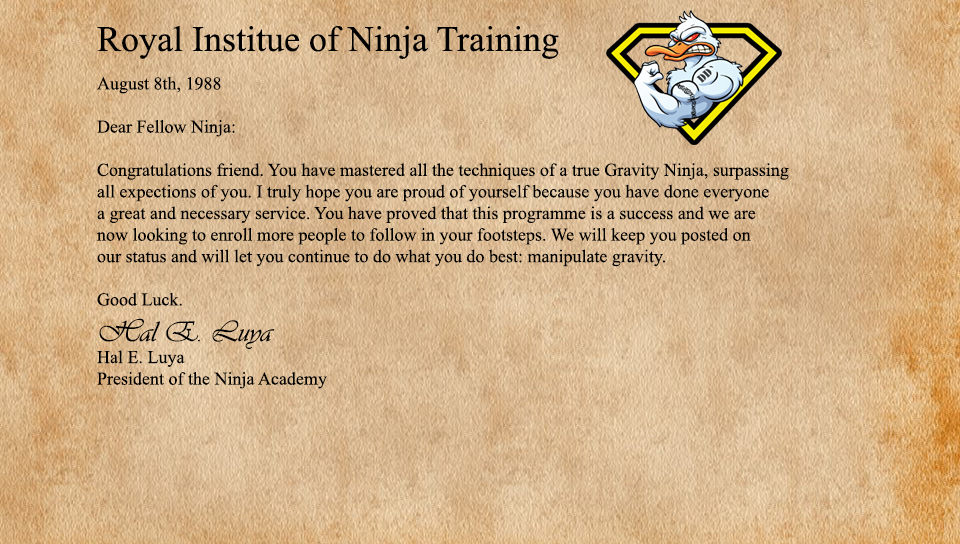 Royal Institue of Ninja Training
DD
August 8th, 1988
Dear Fellow Ninja:
Congratulations friend. You have mastered all the techniques of a true Gravity Ninja, surpassing
all expections of you. I truly hope you are proud of yourself because you have done everyone
a great and necessary service. You have proved that this programme is a success and we are
now looking to enroll more people to follow in your footsteps. We will keep you posted on
our status and will let you continue to do what you do best: manipulate gravity.
Good Luck.
Hal E. Luya
Hal E. Luya
President of the Ninja Academy